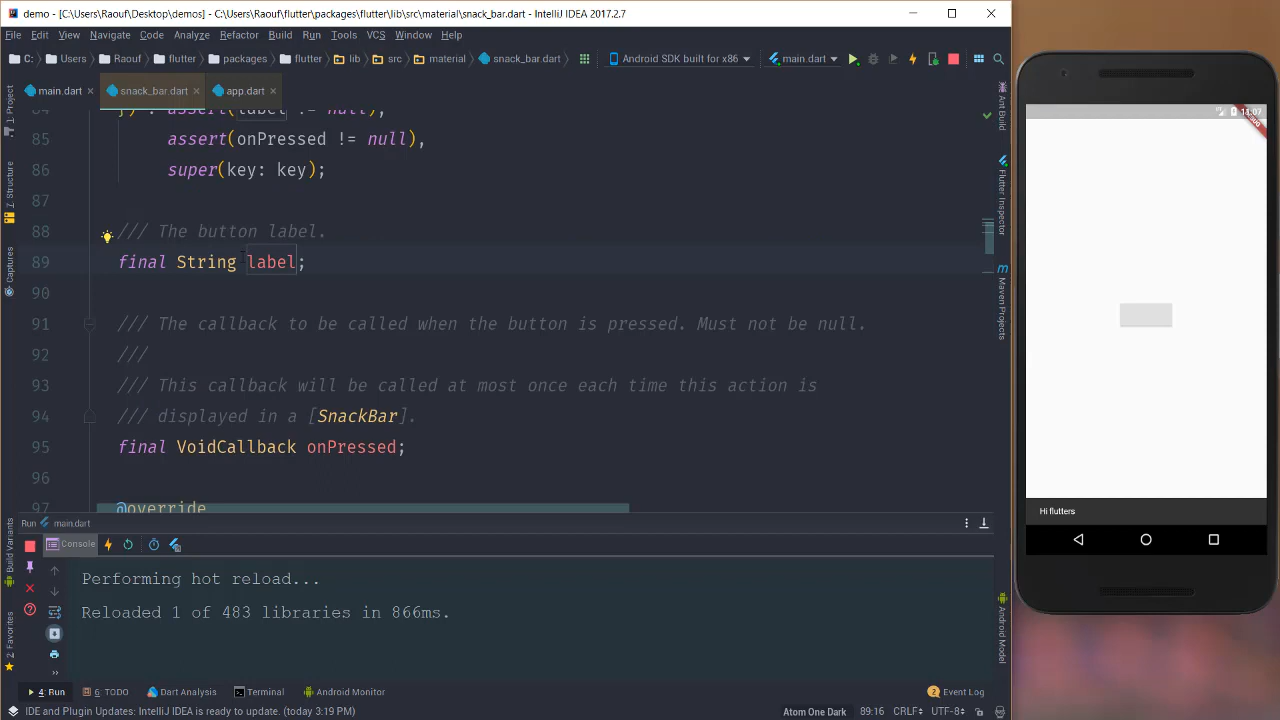 demo - [C:\Users\Raouf\Desktop\demos] - C:\Users\Raouf\flutter\packages\flutter\lib\src\material\snack_bar.dart - IntelliJ IDEA 2017.2.7
File Edit View Navigate Code Analyze Refactor Build Run Tools VCS Window Help
C: Users Raouf flutter packages flutter lib src material snack_bar.dart Android SDK built for x86 main.dart
main.dart snack_bar.dart app.dart
84 }) : assert(label != null),
85 assert(onPressed != null),
86 super(key: key);
87
88 /// The button label.
89 final String label;
90
91 /// The callback to be called when the button is pressed. Must not be null.
92 ///
93 /// This callback will be called at most once each time this action is
94 /// displayed in a [SnackBar].
95 final VoidCallback onPressed;
96
97 @override
Run main.dart
Console
Performing hot reload...
Reloaded 1 of 483 libraries in 866ms.
4: Run 6: TODO Dart Analysis Terminal Android Monitor Event Log
IDE and Plugin Updates: IntelliJ IDEA is ready to update. (today 3:19 PM) Atom One Dark 89:16 CRLF UTF-8
1: Project
7: Structure
Captures
Build Variants
2: Favorites
Ant Build
Flutter Inspector
Maven Projects
Android Model
11:07
Hi flutters